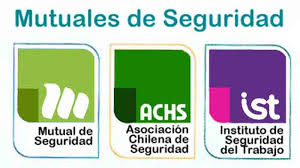 Mutuales de Seguridad
Mutual de
Seguridad
ACHS
Asociación
Chilena de
Seguridad
ist
Instituto de
Seguridad
del Trabajo